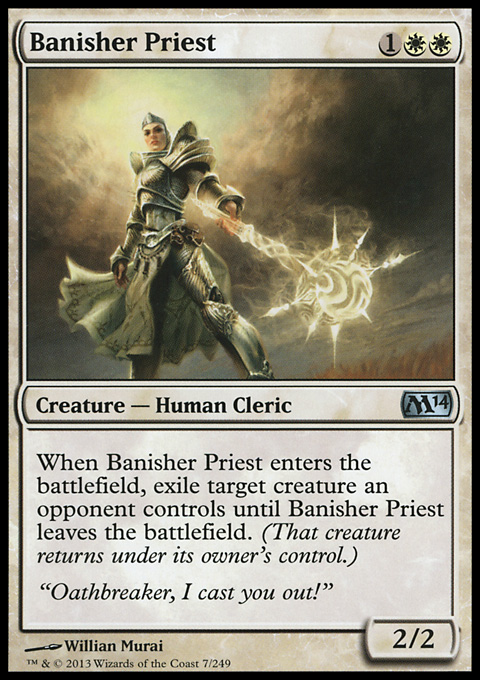 Banisher Priest 1
Creature — Human Cleric M14
When Banisher Priest enters the
battlefield, exile target creature an
opponent controls until Banisher Priest
leaves the battlefield. (That creature
returns under its owner's control.)
"Oathbreaker, I cast you out!"
2/2
Willian Murai
™ & © 2013 Wizards of the Coast 7/249